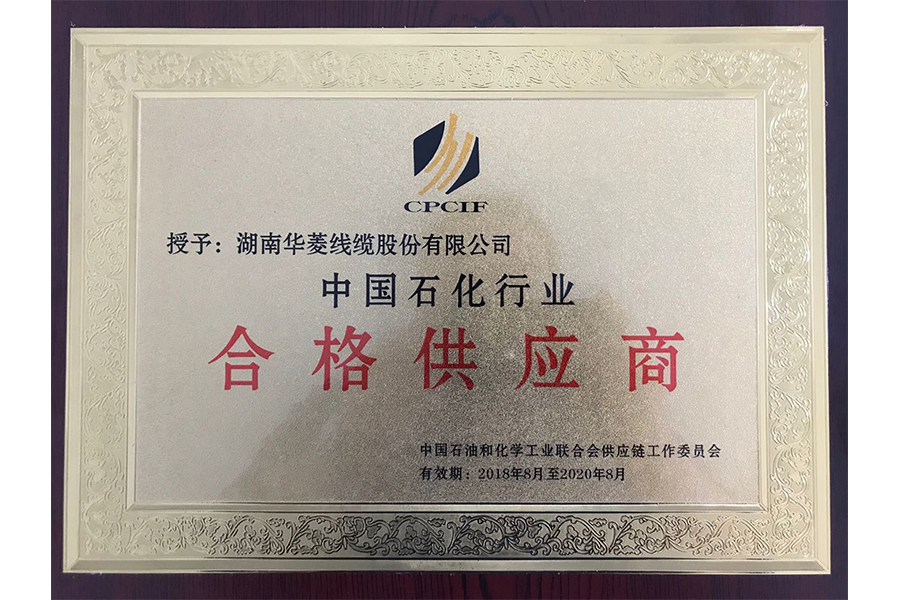 CPCIF
授予：湖南华菱线缆股份有限公司
中国石化行业
合格供应商
中国石油和化学工业联合会供应链工作委员会
有效期：2018年8月至2020年8月